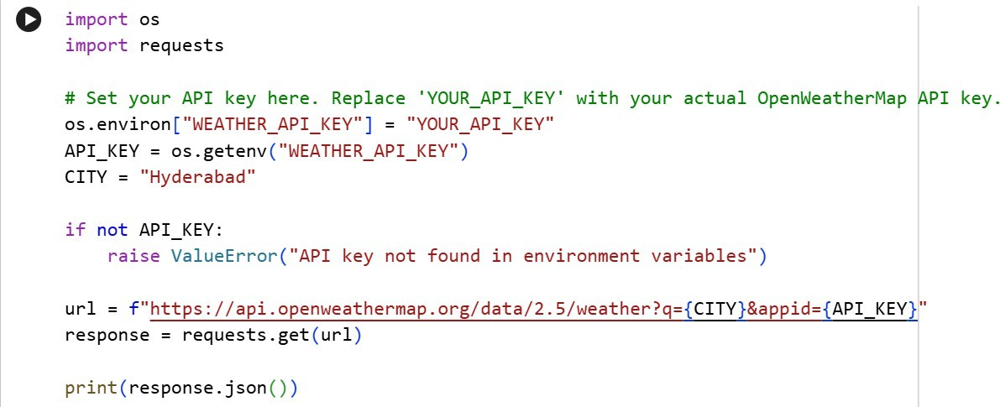 import os
import requests
# Set your API key here. Replace 'YOUR_API_KEY' with your actual OpenWeatherMap API key.
os.environ["WEATHER_API_KEY"] = "YOUR_API_KEY"
API_KEY = os.getenv("WEATHER_API_KEY")
CITY = "Hyderabad"
if not API_KEY:
    raise ValueError("API key not found in environment variables")
url = f"https://api.openweathermap.org/data/2.5/weather?q={CITY}&appid={API_KEY}"
response = requests.get(url)
print(response.json())